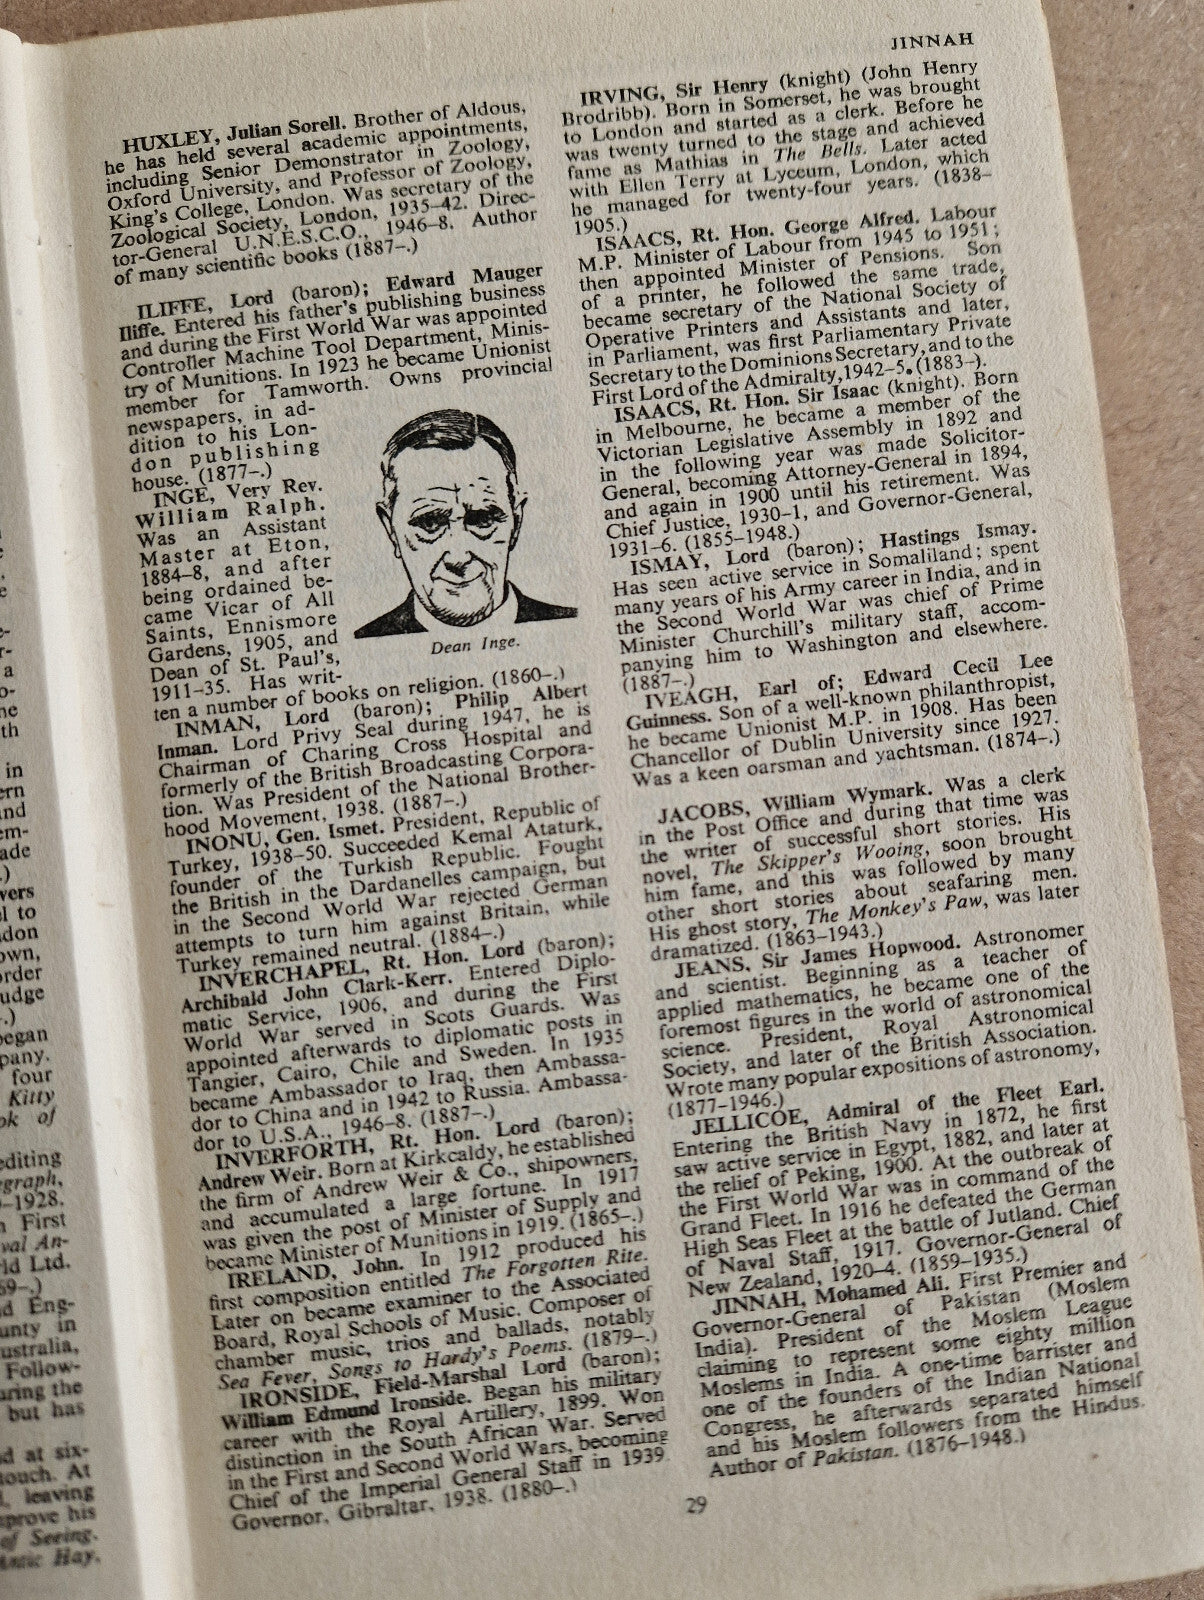 JINNAH
HUXLEY, Julian Sorell. Brother of Aldous,
he has held several academic appointments,
including Senior Demonstrator in Zoology,
Oxford University, and Professor of Zoology,
King's College, London. Was secretary of the
Zoological Society, London, 1935–42. Direc-
tor-General U.N.E.S.C.O., 1946–8. Author
of many scientific books (1887–.)
ILIFFE, Lord (baron); Edward Mauger
Iliffe. Entered his father's publishing business
and during the First World War was appointed
Controller Machine Tool Department, Minis-
try of Munitions. In 1923 he became Unionist
member for Tamworth. Owns provincial
newspapers, in ad-
dition to his Lon-
don publishing
house. (1877–.)
INGE, Very Rev.
William Ralph.
Was an Assistant
Master at Eton,
1884–8, and after
being ordained be-
came Vicar of All
Saints, Ennismore
Gardens, 1905, and
Dean of St. Paul's,
1911–35. Has writ-
ten a number of books on religion. (1860–.)
Dean Inge.
INMAN, Lord (baron); Philip Albert
Inman. Lord Privy Seal during 1947, he is
Chairman of Charing Cross Hospital and
formerly of the British Broadcasting Corpora-
tion. Was President of the National Brother-
hood Movement, 1938. (1887–.)
INONU, Gen. Ismet. President, Republic of
Turkey, 1938–50. Succeeded Kemal Ataturk,
founder of the Turkish Republic. Fought
the British in the Dardanelles campaign, but
in the Second World War rejected German
attempts to turn him against Britain, while
Turkey remained neutral. (1884–.)
INVERCHAPEL, Rt. Hon. Lord (baron);
Archibald John Clark-Kerr. Entered Diplo-
matic Service, 1906, and during the First
World War served in Scots Guards. Was
appointed afterwards to diplomatic posts in
Tangier, Cairo, Chile and Sweden. In 1935
became Ambassador to Iraq, then Ambassa-
dor to China and in 1942 to Russia. Ambassa-
dor to U.S.A., 1946–8. (1887–.)
INVERFORTH, Rt. Hon. Lord (baron);
Andrew Weir. Born at Kirkcaldy, he established
the firm of Andrew Weir & Co., shipowners,
and accumulated a large fortune. In 1917
was given the post of Minister of Supply and
became Minister of Munitions in 1919. (1865–.)
IRELAND, John. In 1912 produced his
first composition entitled The Forgotten Rite.
Later on became examiner to the Associated
Board, Royal Schools of Music. Composer of
chamber music, trios and ballads, notably
Sea Fever, Songs to Hardy's Poems. (1879–.)
IRONSIDE, Field-Marshal Lord (baron);
William Edmund Ironside. Began his military
career with the Royal Artillery, 1899. Won
distinction in the South African War. Served
in the First and Second World Wars, becoming
Chief of the Imperial General Staff in 1939.
Governor, Gibraltar, 1938. (1880–.)
IRVING, Sir Henry (knight) (John Henry
Brodribb). Born in Somerset, he was brought
to London and started as a clerk. Before he
was twenty turned to the stage and achieved
fame as Mathias in The Bells. Later acted
with Ellen Terry at Lyceum, London, which
he managed for twenty-four years. (1838–
1905.)
ISAACS, Rt. Hon. George Alfred. Labour
M.P. Minister of Labour from 1945 to 1951;
then appointed Minister of Pensions. Son
of a printer, he followed the same trade,
became secretary of the National Society of
Operative Printers and Assistants and later,
in Parliament, was first Parliamentary Private
Secretary to the Dominions Secretary, and to the
First Lord of the Admiralty, 1942–5. (1883–).
ISAACS, Rt. Hon. Sir Isaac (knight). Born
in Melbourne, he became a member of the
Victorian Legislative Assembly in 1892 and
in the following year was made Solicitor-
General, becoming Attorney-General in 1894,
and again in 1900 until his retirement. Was
Chief Justice, 1930–1, and Governor-General,
1931–6. (1855–1948.)
ISMAY, Lord (baron); Hastings Ismay.
Has seen active service in Somaliland; spent
many years of his Army career in India, and in
the Second World War was chief of Prime
Minister Churchill's military staff, accom-
panying him to Washington and elsewhere.
(1887–.)
IVEAGH, Earl of; Edward Cecil Lee
Guinness. Son of a well-known philanthropist,
he became Unionist M.P. in 1908. Has been
Chancellor of Dublin University since 1927.
Was a keen oarsman and yachtsman. (1874–.)
JACOBS, William Wymark. Was a clerk
in the Post Office and during that time was
the writer of successful short stories. His
novel, The Skipper's Wooing, soon brought
him fame, and this was followed by many
other short stories about seafaring men.
His ghost story, The Monkey's Paw, was later
dramatized. (1863–1943.)
JEANS, Sir James Hopwood. Astronomer
and scientist. Beginning as a teacher of
applied mathematics, he became one of the
foremost figures in the world of astronomical
science. President, Royal Astronomical
Society, and later of the British Association.
Wrote many popular expositions of astronomy,
(1877–1946.)
JELLICOE, Admiral of the Fleet Earl.
Entering the British Navy in 1872, he first
saw active service in Egypt, 1882, and later at
the relief of Peking, 1900. At the outbreak of
the First World War was in command of the
Grand Fleet. In 1916 he defeated the German
High Seas Fleet at the battle of Jutland. Chief
of Naval Staff, 1917. Governor-General of
New Zealand, 1920–4. (1859–1935.)
JINNAH, Mohamed Ali. First Premier and
Governor-General of Pakistan (Moslem
India). President of the Moslem League
claiming to represent some eighty million
Moslems in India. A one-time barrister and
one of the founders of the Indian National
Congress, he afterwards separated himself
and his Moslem followers from the Hindus.
Author of Pakistan. (1876–1948.)
29